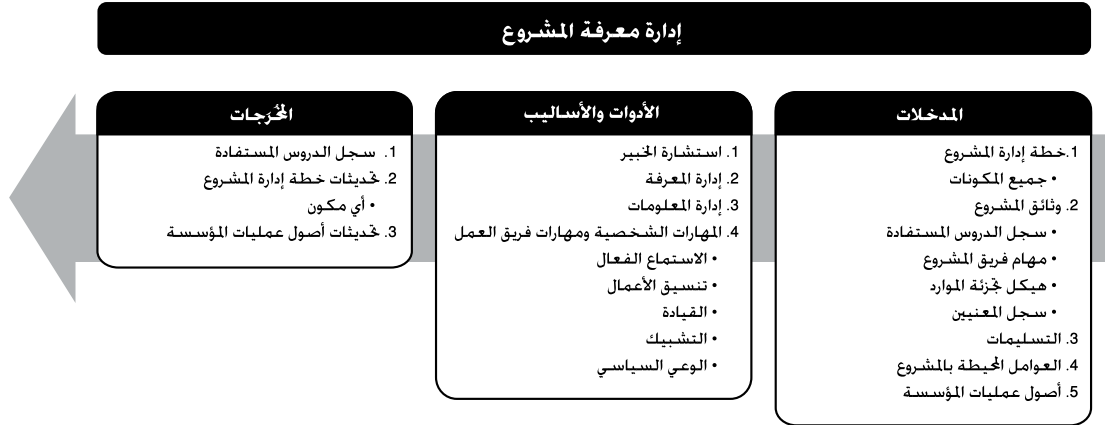 إدارة معرفة المشروع
المدخلات
1.خطة إدارة المشروع
• جميع المكونات
2. وثائق المشروع
• سجل الدروس المستفادة
• مهام فريق المشروع
• هيكل تجزئة الموارد
• سجل المعنيين
3. التسليمات
4. العوامل المحيطة بالمشروع
5. أصول عمليات المؤسسة
الأدوات والأساليب
1. استشارة الخبير
2. إدارة المعرفة
3. إدارة المعلومات
4. المهارات الشخصية ومهارات فريق العمل
• الاستماع الفعال
• تنسيق الأعمال
• القيادة
• التشبيك
• الوعي السياسي
المُخرَجات
1. سجل الدروس المستفادة
2. تحديثات خطة إدارة المشروع
• أي مكون
3. تحديثات أصول عمليات المؤسسة